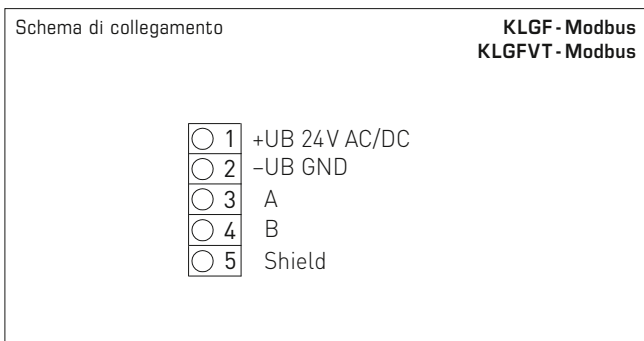 Schema di collegamento
KLGF - Modbus
KLGFVT - Modbus
1 +UB 24V AC/DC
2 –UB GND
3 A
4 B
5 Shield